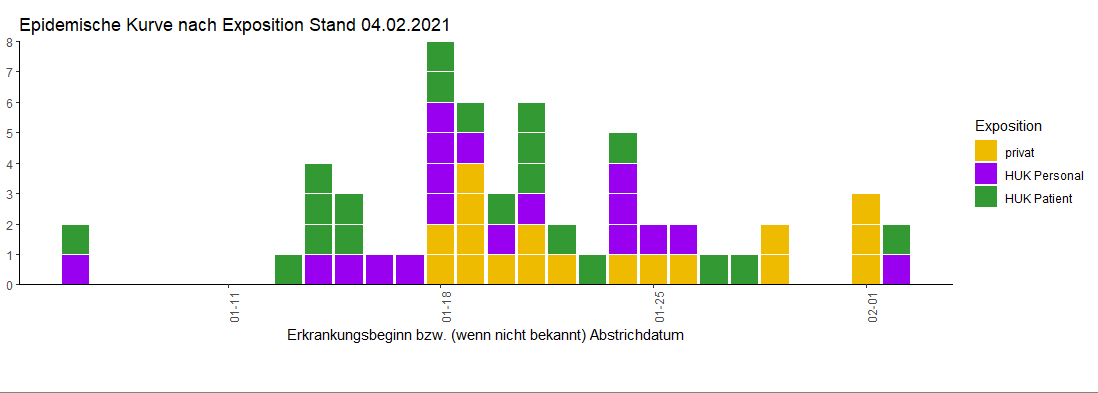 Epidemische Kurve nach Exposition Stand 04.02.2021
8
7
6
5
4
3
2
1
0
01-11
01-18
01-25
02-01
Erkrankungsbeginn bzw. (wenn nicht bekannt) Abstrichdatum
Exposition
privat
HUK Personal
HUK Patient